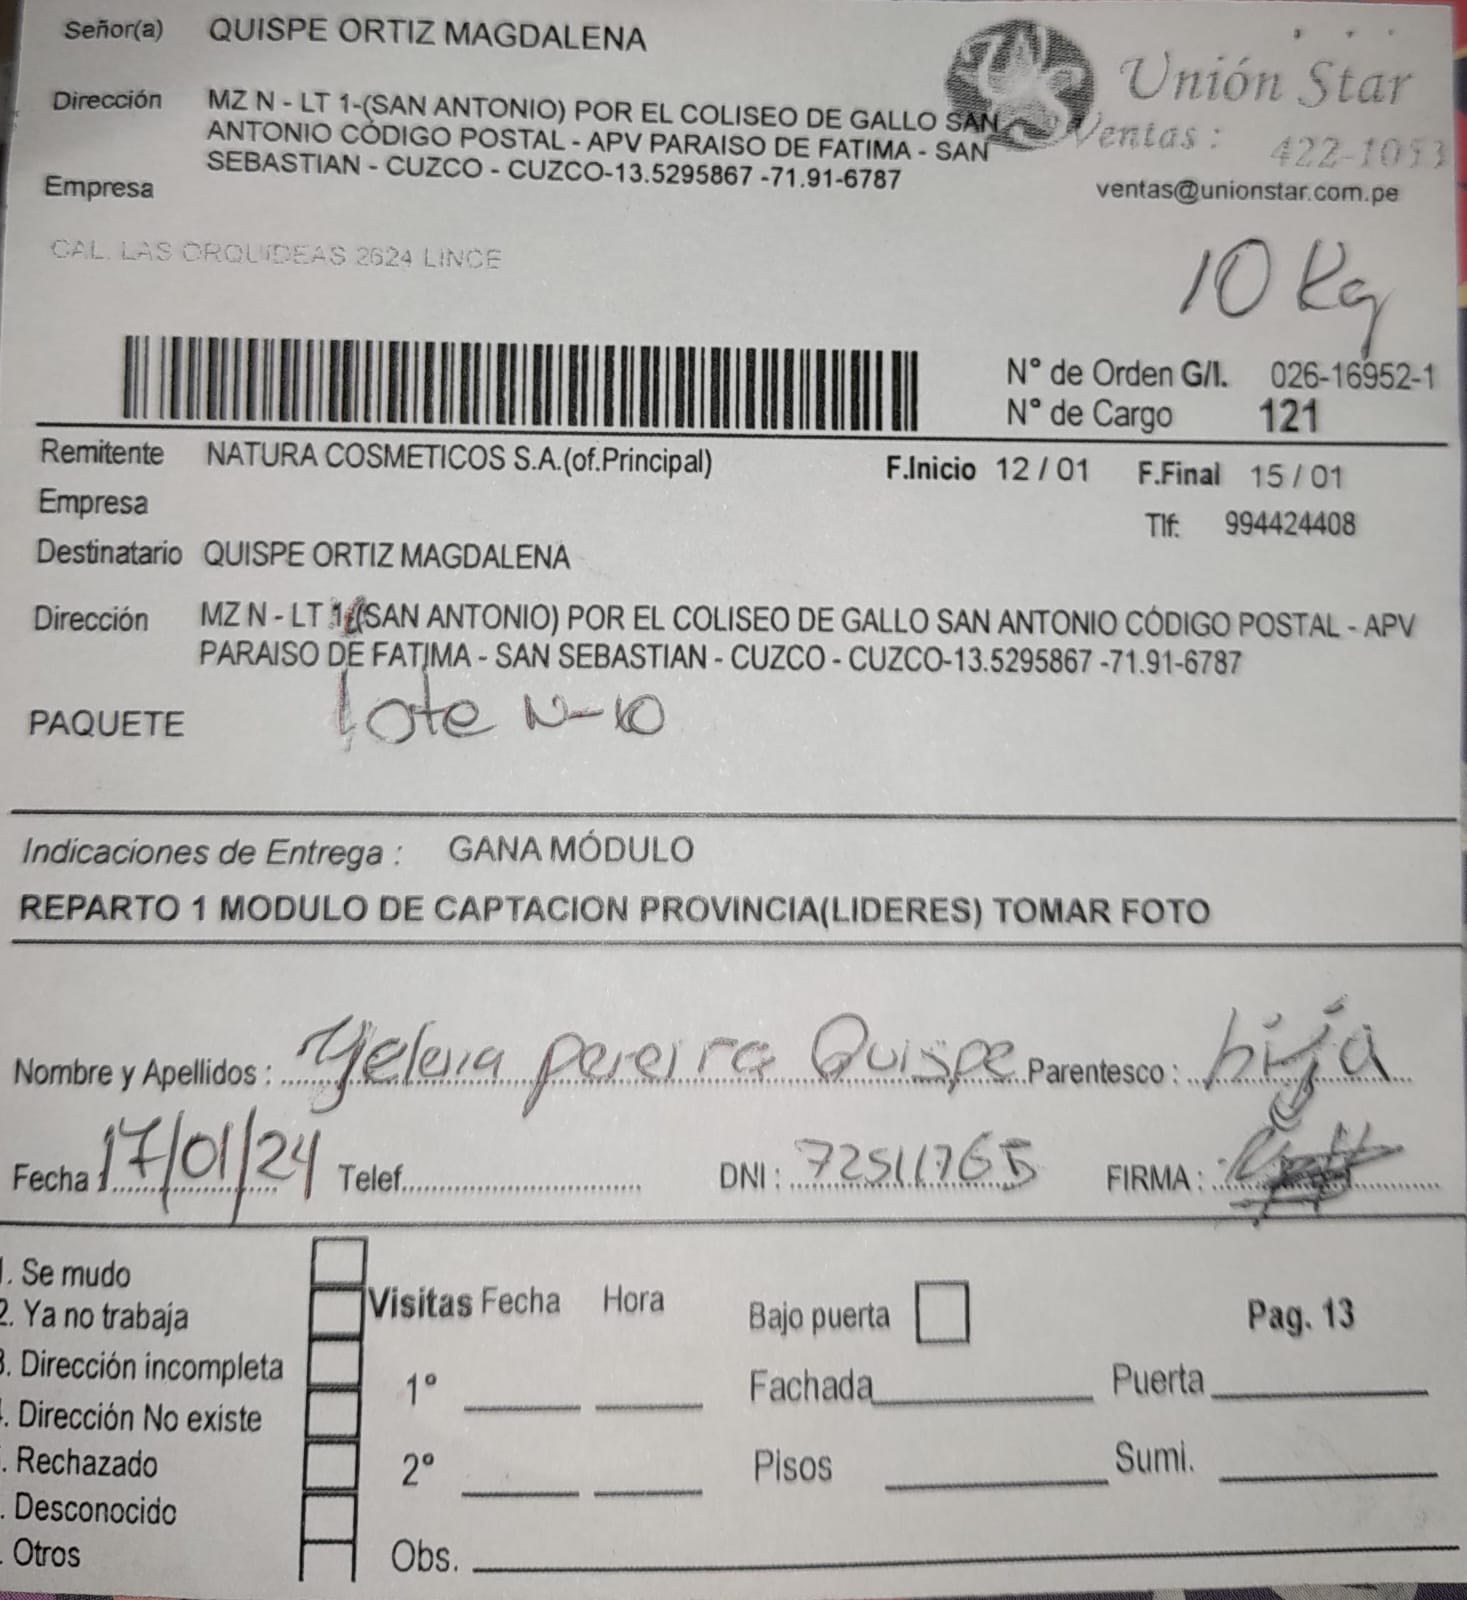 Señor(a) QUISPE ORTIZ MAGDALENA
Unión Star
Dirección MZ N - LT 1-(SAN ANTONIO) POR EL COLISEO DE GALLO SAN
ANTONIO CÓDIGO POSTAL - APV PARAISO DE FATIMA - SAN
SEBASTIAN - CUZCO - CUZCO-13.5295867 -71.91-6787
Ventas : 422-1053
ventas@unionstar.com.pe
Empresa
CAL. LAS ORQUIDEAS 2624 LINCE
10 Kg
N° de Orden G/I. 026-16952-1
N° de Cargo 121
Remitente NATURA COSMETICOS S.A.(of.Principal) F.Inicio 12 / 01 F.Final 15 / 01
Empresa
Tlf: 994424408
Destinatario QUISPE ORTIZ MAGDALENA
Dirección MZ N - LT 1-(SAN ANTONIO) POR EL COLISEO DE GALLO SAN ANTONIO CÓDIGO POSTAL - APV
PARAISO DE FATIMA - SAN SEBASTIAN - CUZCO - CUZCO-13.5295867 -71.91-6787
PAQUETE lote N-10
Indicaciones de Entrega : GANA MÓDULO
REPARTO 1 MODULO DE CAPTACION PROVINCIA(LIDERES) TOMAR FOTO
Nombre y Apellidos : Yelena pereira Quispe Parentesco : hija
Fecha 17/01/24 Telef. DNI : 72511765 FIRMA :
1. Se mudo
2. Ya no trabaja
Visitas Fecha Hora Bajo puerta Pag. 13
3. Dirección incompleta
1° Fachada Puerta
. Dirección No existe
. Rechazado
2° Pisos Sumi.
. Desconocido
. Otros
Obs.